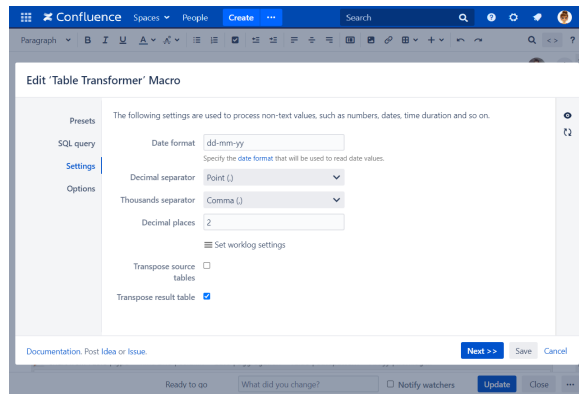 Confluence Spaces People Create ... Search
Paragraph B I U A <> ?
Edit 'Table Transformer' Macro
Presets
SQL query
Settings
Options
The following settings are used to process non-text values, such as numbers, dates, time duration and so on.
Date format dd-mm-yy
Specify the date format that will be used to read date values.
Decimal separator Point (.)
Thousands separator Comma (,)
Decimal places 2
Set worklog settings
Transpose source
tables
Transpose result table
Documentation. Post Idea or Issue. Next >> Save Cancel
Ready to go What did you change? Notify watchers Update Close ...